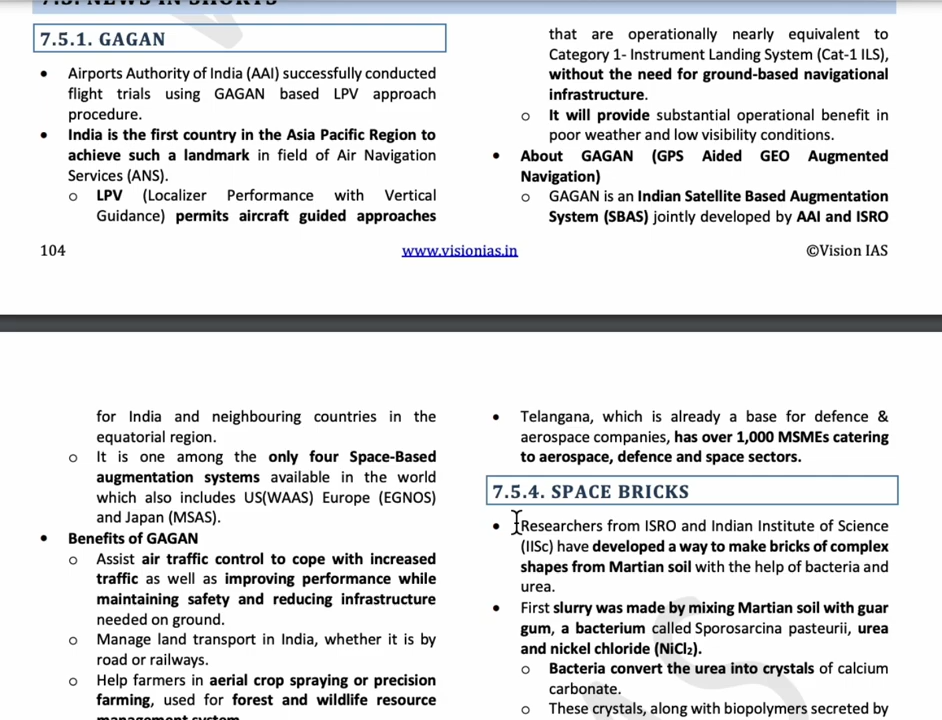 7.5. NEWS IN SHORTS
7.5.1. GAGAN
• Airports Authority of India (AAI) successfully conducted
flight trials using GAGAN based LPV approach
procedure.
• India is the first country in the Asia Pacific Region to
achieve such a landmark in field of Air Navigation
Services (ANS).
o LPV (Localizer Performance with Vertical
Guidance) permits aircraft guided approaches
that are operationally nearly equivalent to
Category 1- Instrument Landing System (Cat-1 ILS),
without the need for ground-based navigational
infrastructure.
o It will provide substantial operational benefit in
poor weather and low visibility conditions.
• About GAGAN (GPS Aided GEO Augmented
Navigation)
o GAGAN is an Indian Satellite Based Augmentation
System (SBAS) jointly developed by AAI and ISRO
104
www.visionias.in
©Vision IAS
for India and neighbouring countries in the
equatorial region.
o It is one among the only four Space-Based
augmentation systems available in the world
which also includes US(WAAS) Europe (EGNOS)
and Japan (MSAS).
• Benefits of GAGAN
o Assist air traffic control to cope with increased
traffic as well as improving performance while
maintaining safety and reducing infrastructure
needed on ground.
o Manage land transport in India, whether it is by
road or railways.
o Help farmers in aerial crop spraying or precision
farming, used for forest and wildlife resource
management system
• Telangana, which is already a base for defence &
aerospace companies, has over 1,000 MSMEs catering
to aerospace, defence and space sectors.
7.5.4. SPACE BRICKS
• Researchers from ISRO and Indian Institute of Science
(IISc) have developed a way to make bricks of complex
shapes from Martian soil with the help of bacteria and
urea.
• First slurry was made by mixing Martian soil with guar
gum, a bacterium called Sporosarcina pasteurii, urea
and nickel chloride (NiCl₂).
o Bacteria convert the urea into crystals of calcium
carbonate.
o These crystals, along with biopolymers secreted by